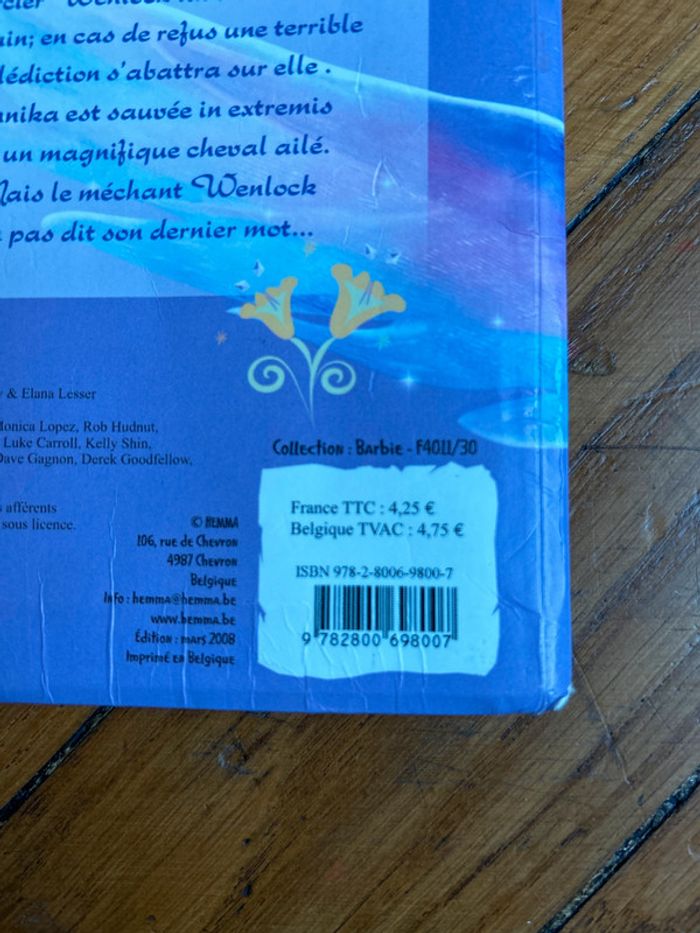 ain; en cas de refus une terrible
lédiction s'abattra sur elle .
nnika est sauvée in extremis
un magnifique cheval ailé.
Mais le méchant Wenlock
pas dit son dernier mot...
& Elana Lesser
Monica Lopez, Rob Hudnut,
Luke Carroll, Kelly Shin,
Dave Gagnon, Derek Goodfellow,
s afférents
sous licence.
© HEMMA
106, rue de Chevron
4987 Chevron
Belgique
Info : hemma@hemma.be
www.hemma.be
Édition : mars 2008
Imprimé en Belgique
Collection : Barbie - F4011/30
France TTC : 4,25 €
Belgique TVAC : 4,75 €
ISBN 978-2-8006-9800-7
9 782800 698007